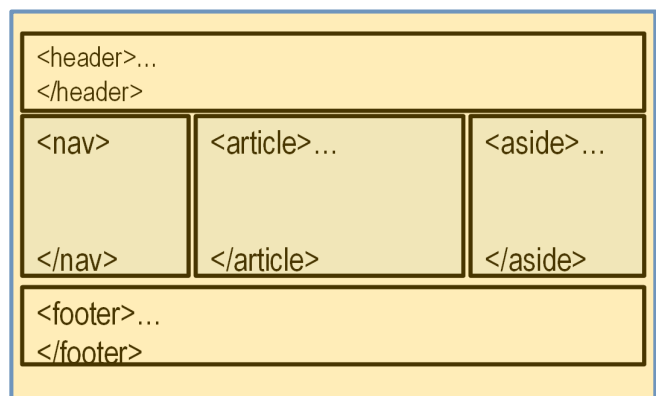 <header>…
</header>
<nav>
</nav>
<article>…
</article>
<aside>…
</aside>
<footer>…
</footer>